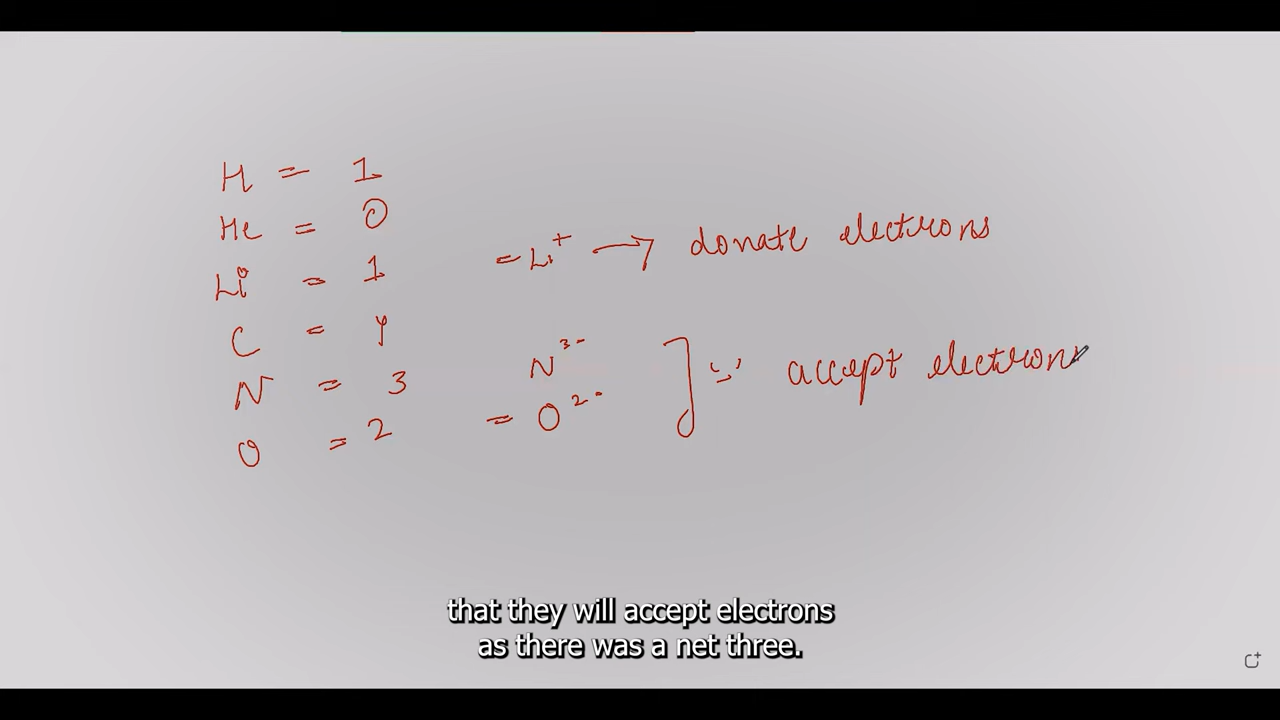 H = 1
He = 0
Li = 1 = Li⁺ → donate electrons
C = 4
N = 3 N³⁻
O = 2 = O²⁻ ] '-' accept electrons
that they will accept electrons
as there was a net three.